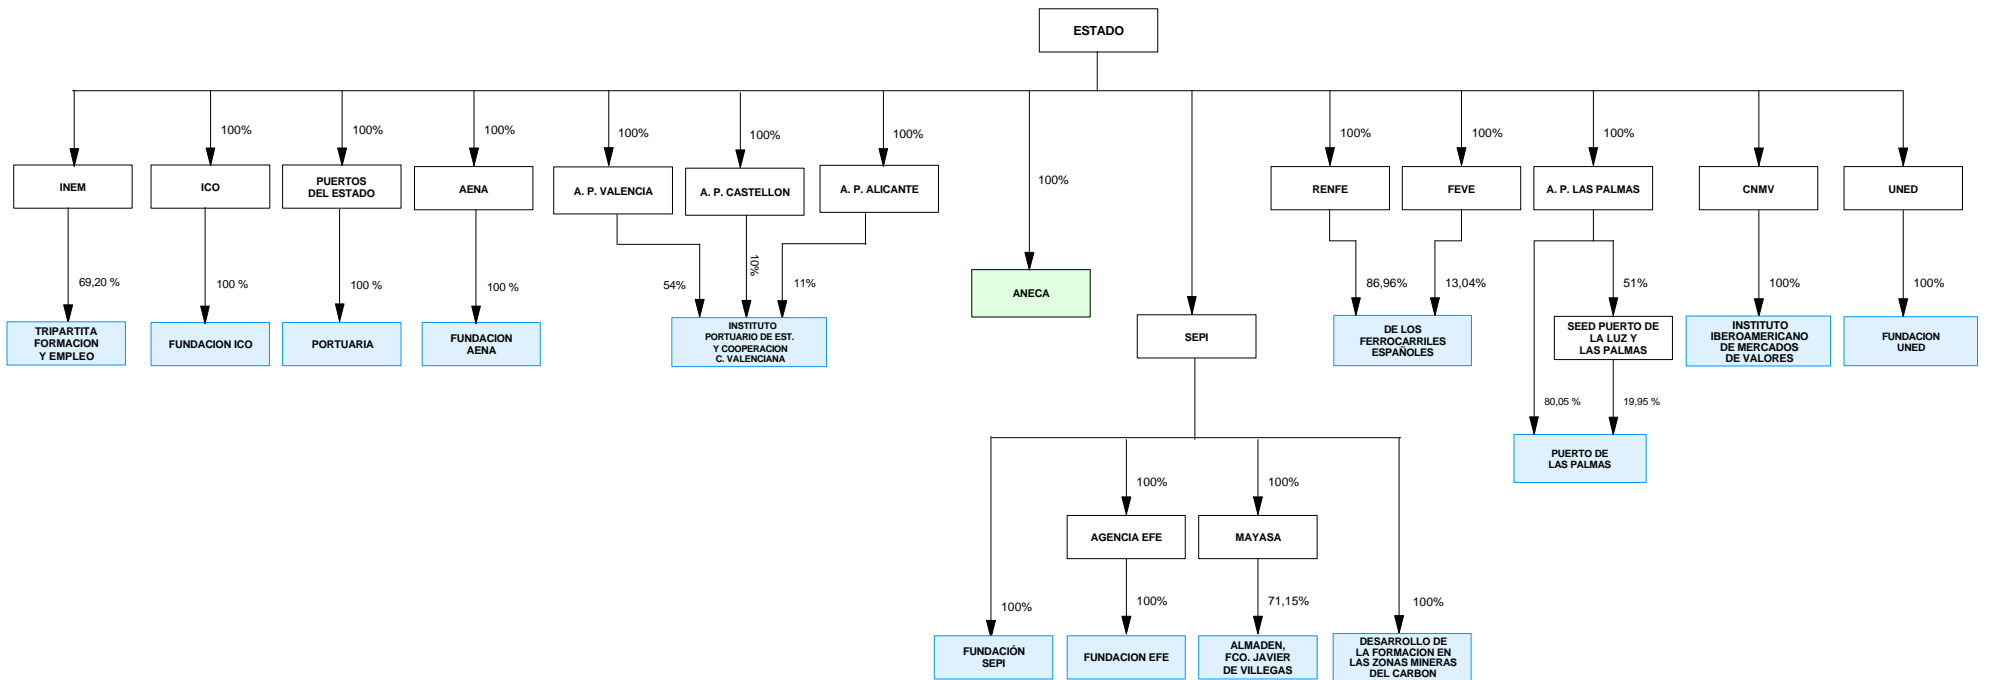 ESTADO
100%
100%
100%
100%
100%
100%
100%
100%
100%
100%
INEM
ICO
PUERTOS
DEL ESTADO
AENA
A. P. VALENCIA
A. P. CASTELLON
A. P. ALICANTE
RENFE
FEVE
A. P. LAS PALMAS
CNMV
UNED
69,20 %
100 %
100 %
100 %
54%
10%
11%
86,96%
13,04%
51%
100%
100%
ANECA
TRIPARTITA
FORMACION
Y EMPLEO
FUNDACION ICO
PORTUARIA
FUNDACION
AENA
INSTITUTO
PORTUARIO DE EST.
Y COOPERACION
C. VALENCIANA
SEPI
DE LOS
FERROCARRILES
ESPAÑOLES
SEED PUERTO DE
LA LUZ Y
LAS PALMAS
INSTITUTO
IBEROAMERICANO
DE MERCADOS
DE VALORES
FUNDACION
UNED
80,05 %
19,95 %
PUERTO DE
LAS PALMAS
100%
100%
AGENCIA EFE
MAYASA
100%
100%
71,15%
100%
FUNDACIÓN
SEPI
FUNDACION EFE
ALMADEN,
FCO. JAVIER
DE VILLEGAS
DESARROLLO DE
LA FORMACION EN
LAS ZONAS MINERAS
DEL CARBON